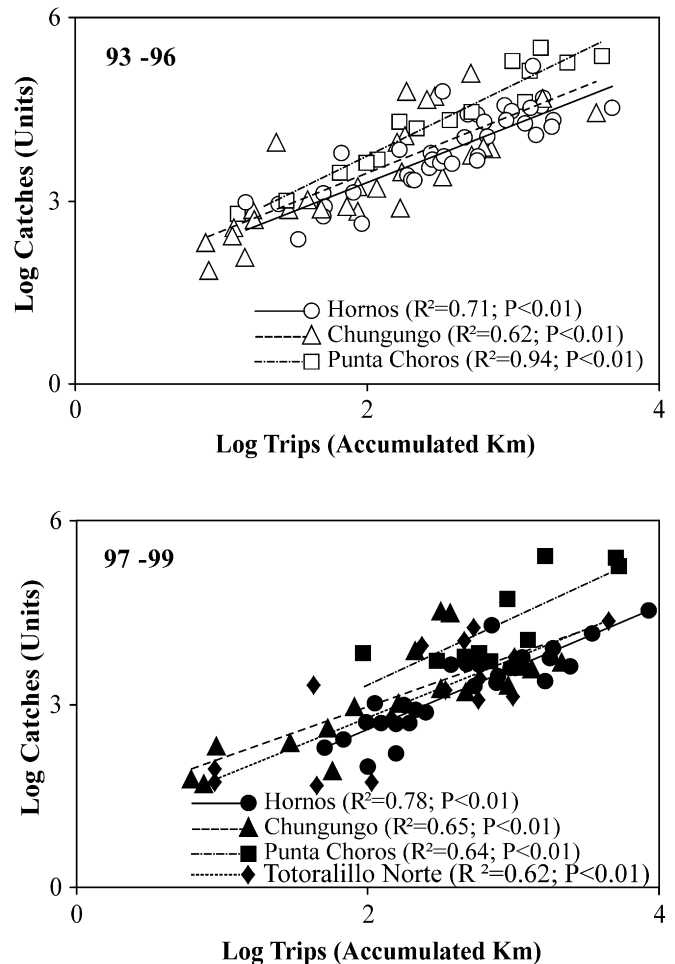 6
93 -96
Log Catches (Units)
3
Hornos (R²=0.71; P<0.01)
Chungungo (R²=0.62; P<0.01)
Punta Choros (R²=0.94; P<0.01)
0
0 2 4
Log Trips (Accumulated Km)
6
97 -99
Log Catches (Units)
3
Hornos (R²=0.78; P<0.01)
Chungungo (R²=0.65; P<0.01)
Punta Choros (R²=0.64; P<0.01)
Totoralillo Norte (R ²=0.62; P<0.01)
0
0 2 4
Log Trips (Accumulated Km)